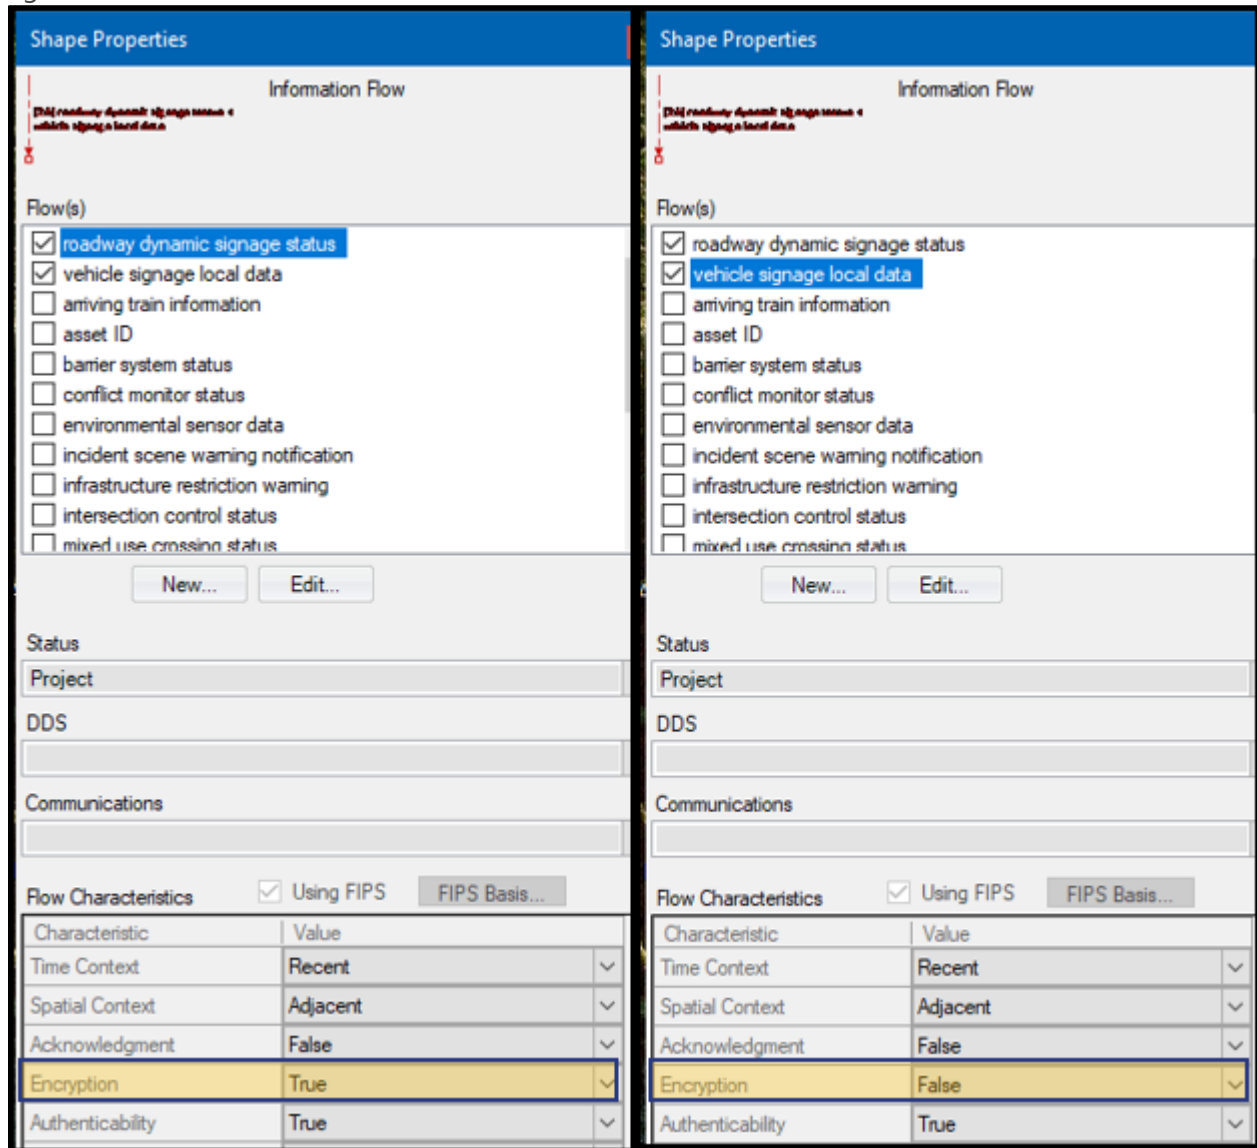 Shape Properties
Information Flow
Flow(s)
roadway dynamic signage status
vehicle signage local data
arriving train information
asset ID
barrier system status
conflict monitor status
environmental sensor data
incident scene warning notification
infrastructure restriction warning
intersection control status
mixed use crossing status
New... Edit...
Status
Project
DDS
Communications
Flow Characteristics Using FIPS FIPS Basis...
Characteristic Value
Time Context Recent
Spatial Context Adjacent
Acknowledgment False
Encryption True
Authenticability True
Shape Properties
Information Flow
Flow(s)
roadway dynamic signage status
vehicle signage local data
arriving train information
asset ID
barrier system status
conflict monitor status
environmental sensor data
incident scene warning notification
infrastructure restriction warning
intersection control status
mixed use crossing status
New... Edit...
Status
Project
DDS
Communications
Flow Characteristics Using FIPS FIPS Basis...
Characteristic Value
Time Context Recent
Spatial Context Adjacent
Acknowledgment False
Encryption False
Authenticability True